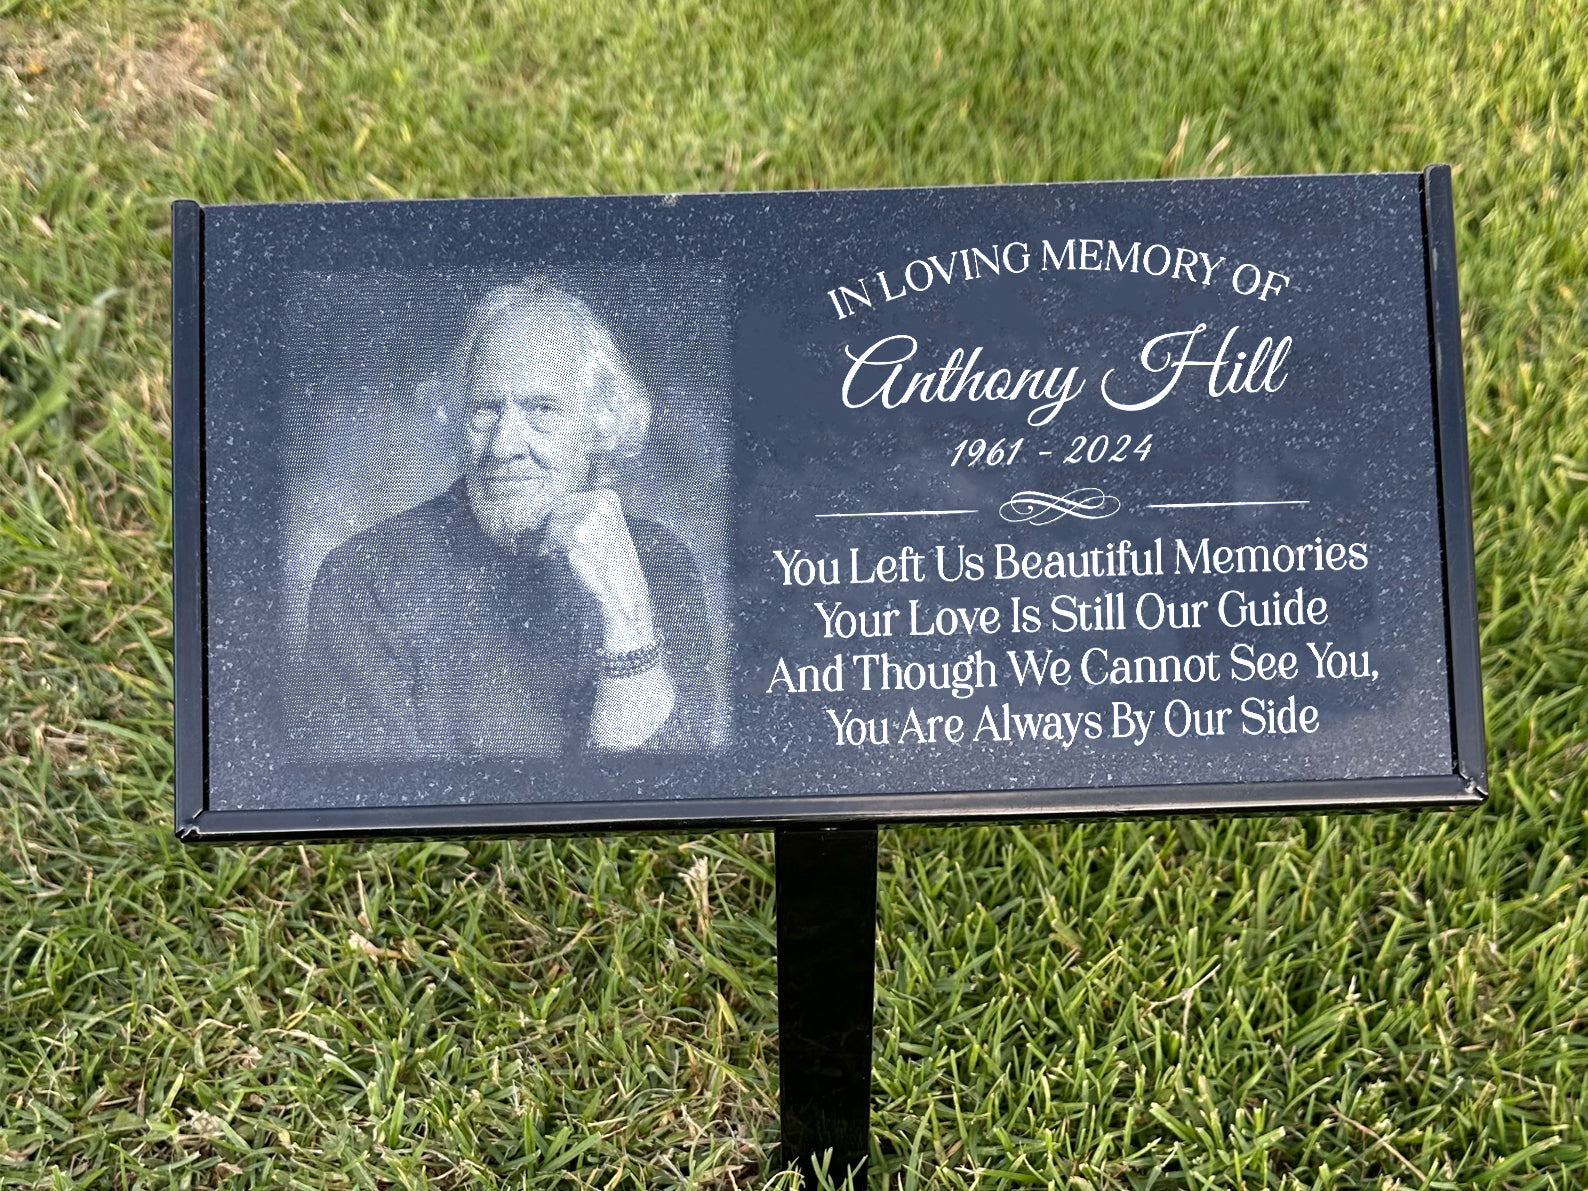 IN LOVING MEMORY OF
Anthony Hill
1961 - 2024
You Left Us Beautiful Memories
Your Love Is Still Our Guide
And Though We Cannot See You,
You Are Always By Our Side